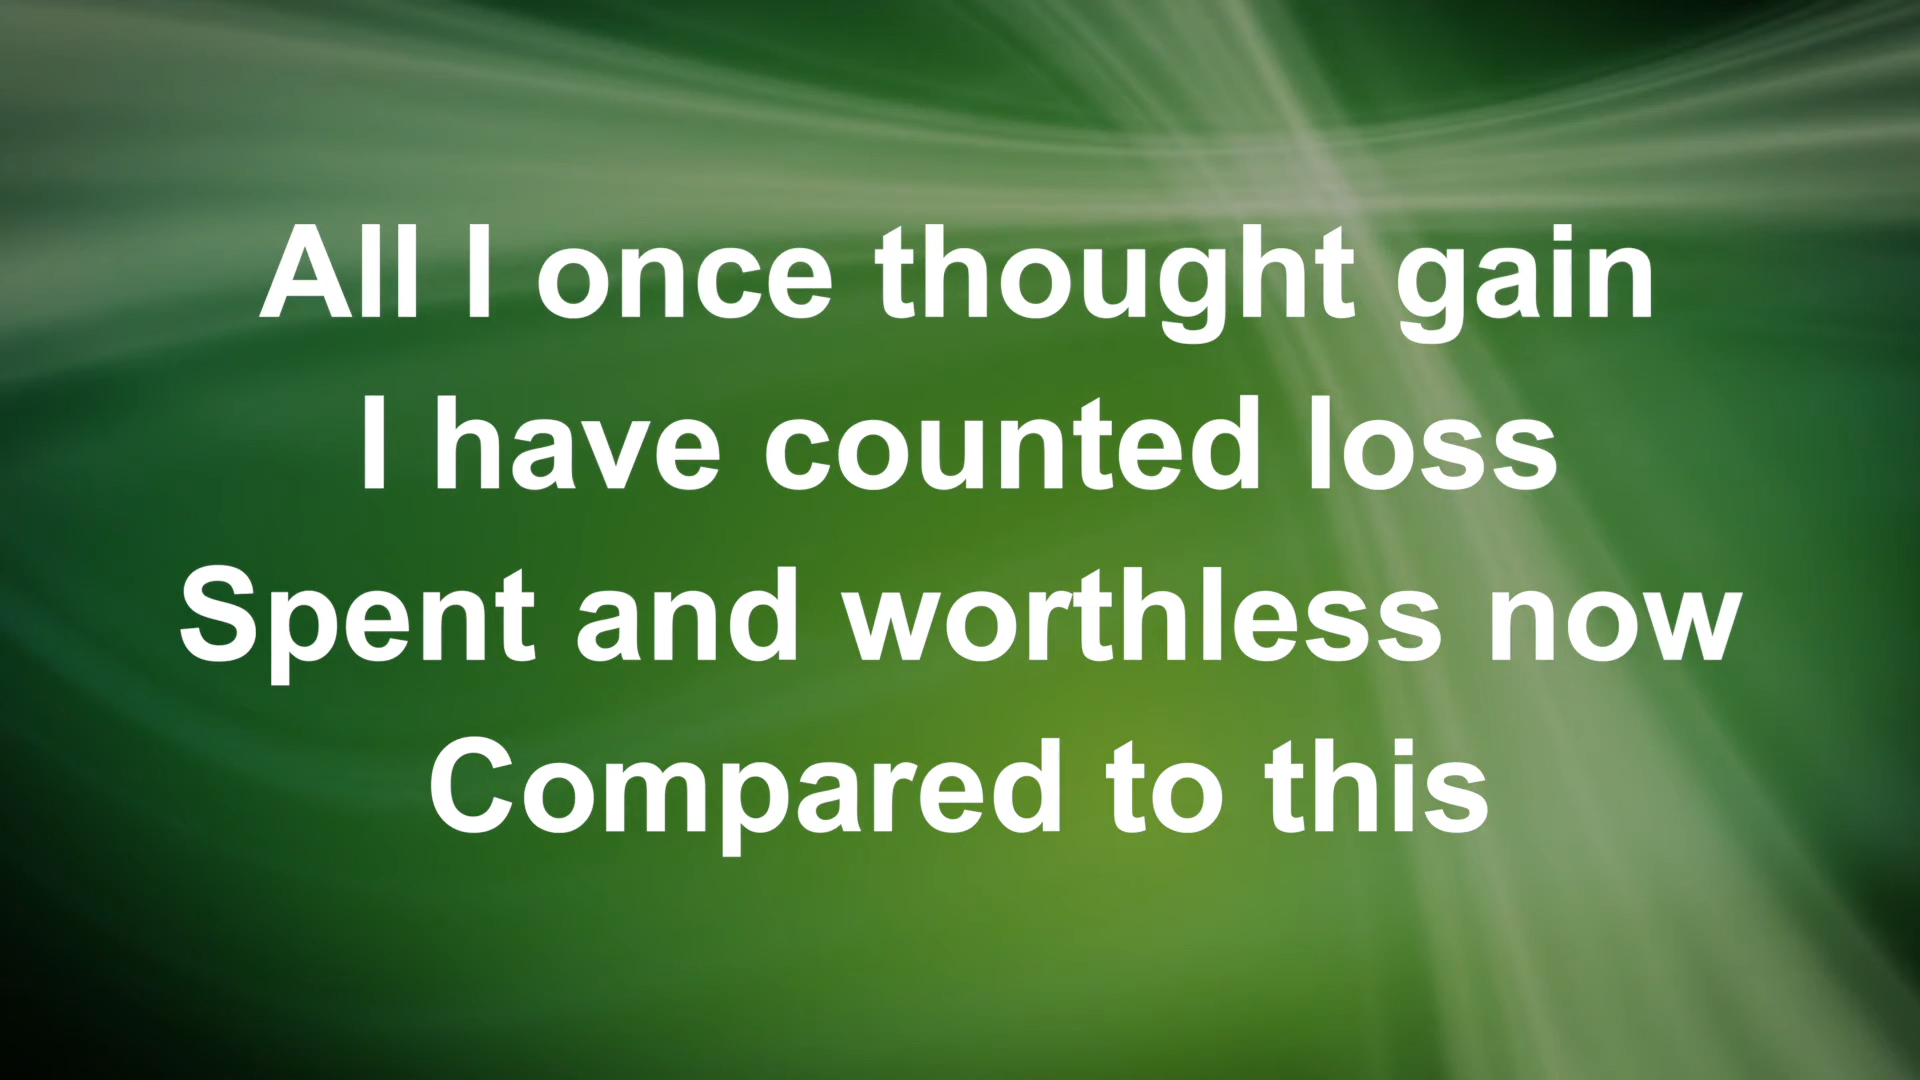 All I once thought gain
I have counted loss
Spent and worthless now
Compared to this